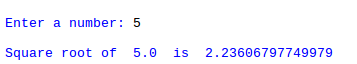 Enter a number: 5
Square root of  5.0  is  2.23606797749979